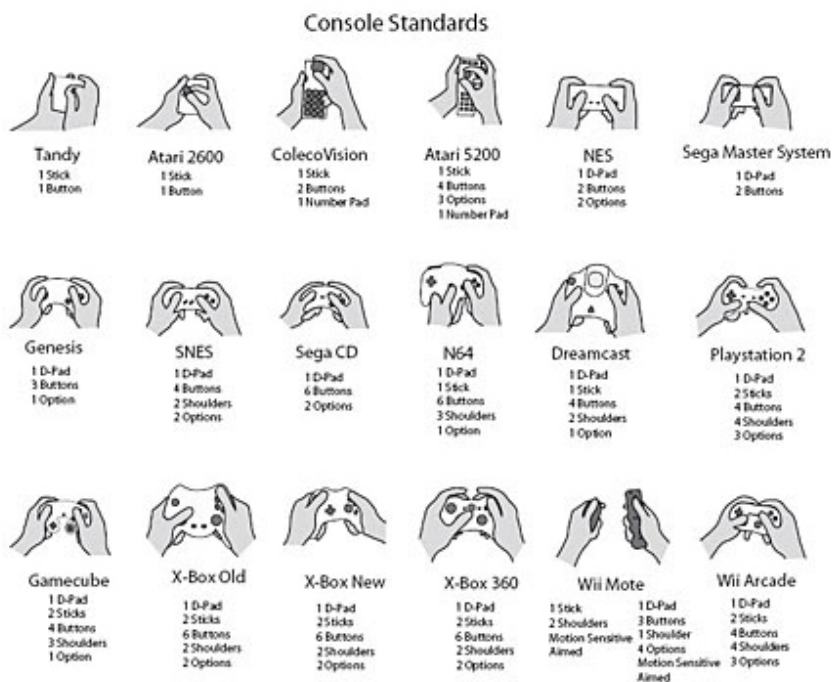 Console Standards
Tandy
1 Stick
1 Button
Atari 2600
1 Stick
1 Button
ColecoVision
1 Stick
2 Buttons
1 Number Pad
Atari 5200
1 Stick
4 Buttons
3 Options
1 Number Pad
NES
1 D-Pad
2 Buttons
2 Options
Sega Master System
1 D-Pad
2 Buttons
Genesis
1 D-Pad
3 Buttons
1 Option
SNES
1 D-Pad
4 Buttons
2 Shoulders
2 Options
Sega CD
1 D-Pad
6 Buttons
2 Options
N64
1 D-Pad
1 Stick
6 Buttons
3 Shoulders
1 Option
Dreamcast
1 D-Pad
1 Stick
4 Buttons
2 Shoulders
1 Option
Playstation 2
1 D-Pad
2 Sticks
4 Buttons
4 Shoulders
3 Options
Gamecube
1 D-Pad
2 Sticks
4 Buttons
3 Shoulders
1 Option
X-Box Old
1 D-Pad
2 Sticks
6 Buttons
2 Shoulders
2 Options
X-Box New
1 D-Pad
2 Sticks
6 Buttons
2 Shoulders
2 Options
X-Box 360
1 D-Pad
2 Sticks
6 Buttons
2 Shoulders
2 Options
Wii Mote
1 Stick
2 Shoulders
Motion Sensitive
Aimed
1 D-Pad
3 Buttons
1 Shoulder
4 Options
Motion Sensitive
Aimed
Wii Arcade
1 D-Pad
2 Sticks
4 Buttons
4 Shoulders
3 Options